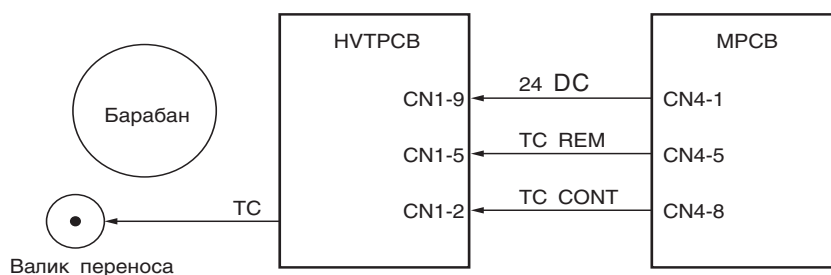 HVTPCB
MPCB
Барабан
CN1-9
24 DC
CN4-1
CN1-5
TC REM
CN4-5
TC
CN1-2
TC CONT
CN4-8
Валик переноса